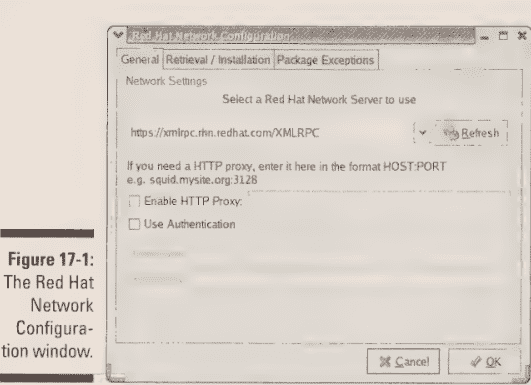 Red Hat Network Configuration
General Retrieval / Installation Package Exceptions
Network Settings
Select a Red Hat Network Server to use
https://xmlrpc.rhn.redhat.com/XMLRPC
Refresh
If you need a HTTP proxy, enter it here in the format HOST:PORT
e.g. squid.mysite.org:3128
Enable HTTP Proxy:
Use Authentication
Cancel OK
Figure 17-1:
The Red Hat
Network
Configura-
tion window.